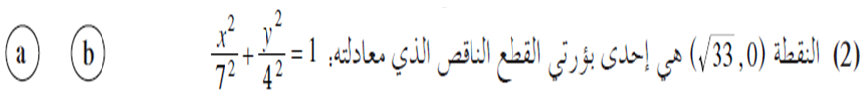 (2) النقطة (√33, 0) هي إحدى بؤرتي القطع الناقص الذي معادلته: x²/7² + y²/4² = 1 ⓑ ⓐ